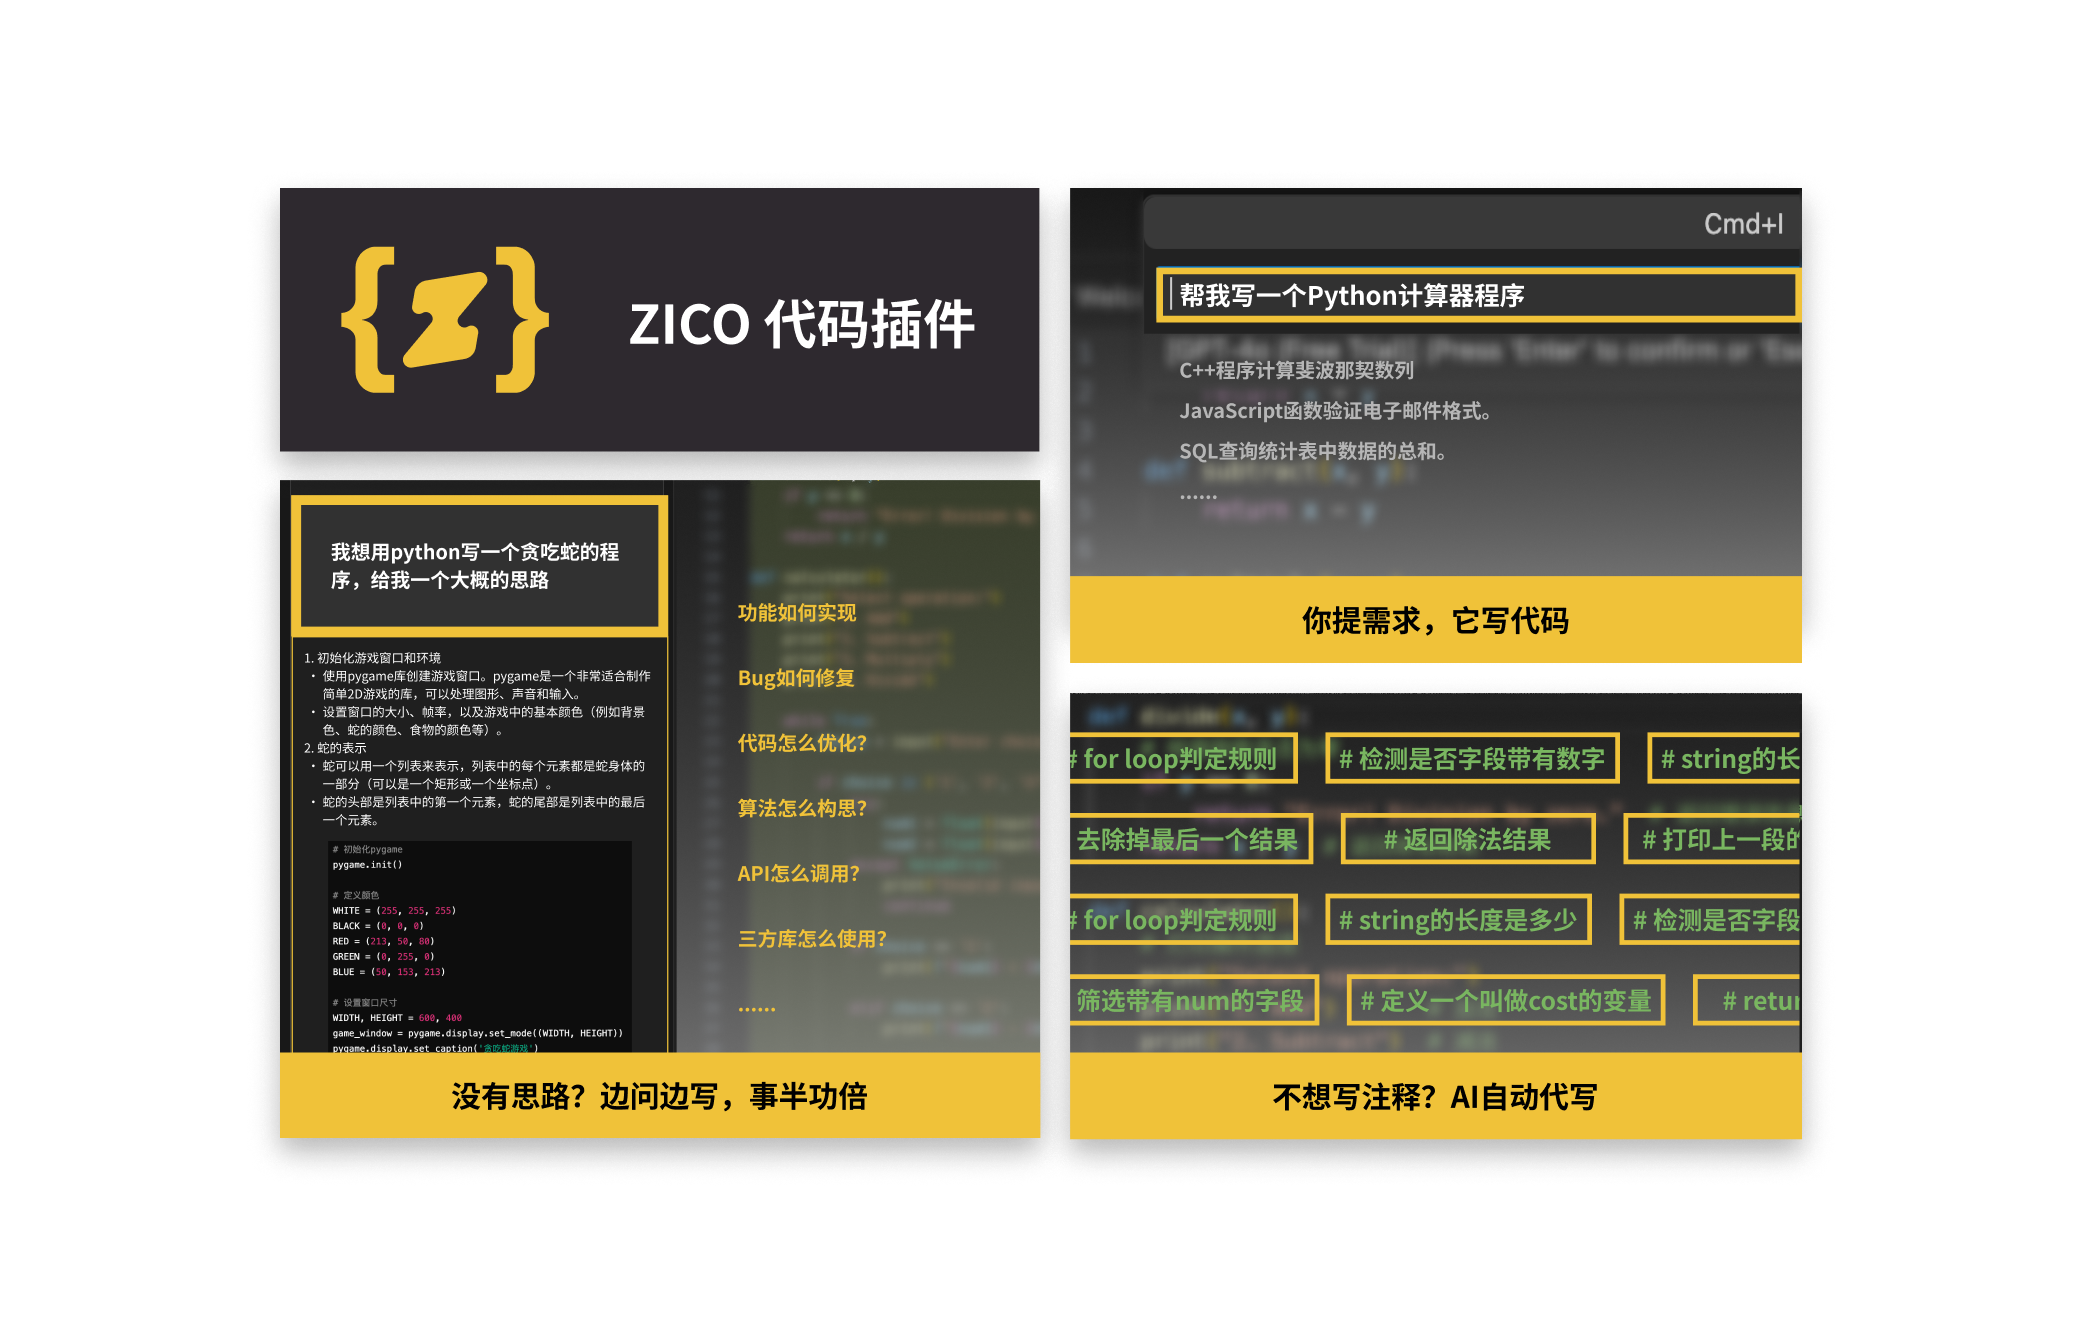 ZICO 代码插件
Cmd+I
帮我写一个Python计算器程序
C++程序计算斐波那契数列
JavaScript函数验证电子邮件格式。
SQL查询统计表中数据的总和。
......
def subtract(x, y):
return x - y
你提需求，它写代码
我想用python写一个贪吃蛇的程
序，给我一个大概的思路
1. 初始化游戏窗口和环境
• 使用pygame库创建游戏窗口。pygame是一个非常适合制作
简单2D游戏的库，可以处理图形、声音和输入。
• 设置窗口的大小、帧率，以及游戏中的基本颜色（例如背景
色、蛇的颜色、食物的颜色等）。
2. 蛇的表示
• 蛇可以用一个列表来表示，列表中的每个元素都是蛇身体的
一部分（可以是一个矩形或一个坐标点）。
• 蛇的头部是列表中的第一个元素，蛇的尾部是列表中的最后
一个元素。
# 初始化pygame
pygame.init()
# 定义颜色
WHITE = (255, 255, 255)
BLACK = (0, 0, 0)
RED = (213, 50, 80)
GREEN = (0, 255, 0)
BLUE = (50, 153, 213)
# 设置窗口尺寸
WIDTH, HEIGHT = 600, 400
game_window = pygame.display.set_mode((WIDTH, HEIGHT))
pygame.display.set_caption('贪吃蛇游戏')
功能如何实现
Bug如何修复
代码怎么优化？
算法怎么构思？
API怎么调用？
三方库怎么使用？
......
没有思路？边问边写，事半功倍
def divide(x, y):
# for loop判定规则
# 检测是否字段带有数字
# string的长
去除掉最后一个结果
# 返回除法结果
# 打印上一段的
# for loop判定规则
# string的长度是多少
# 检测是否字段
筛选带有num的字段
# 定义一个叫做cost的变量
# retur
不想写注释？AI自动代写